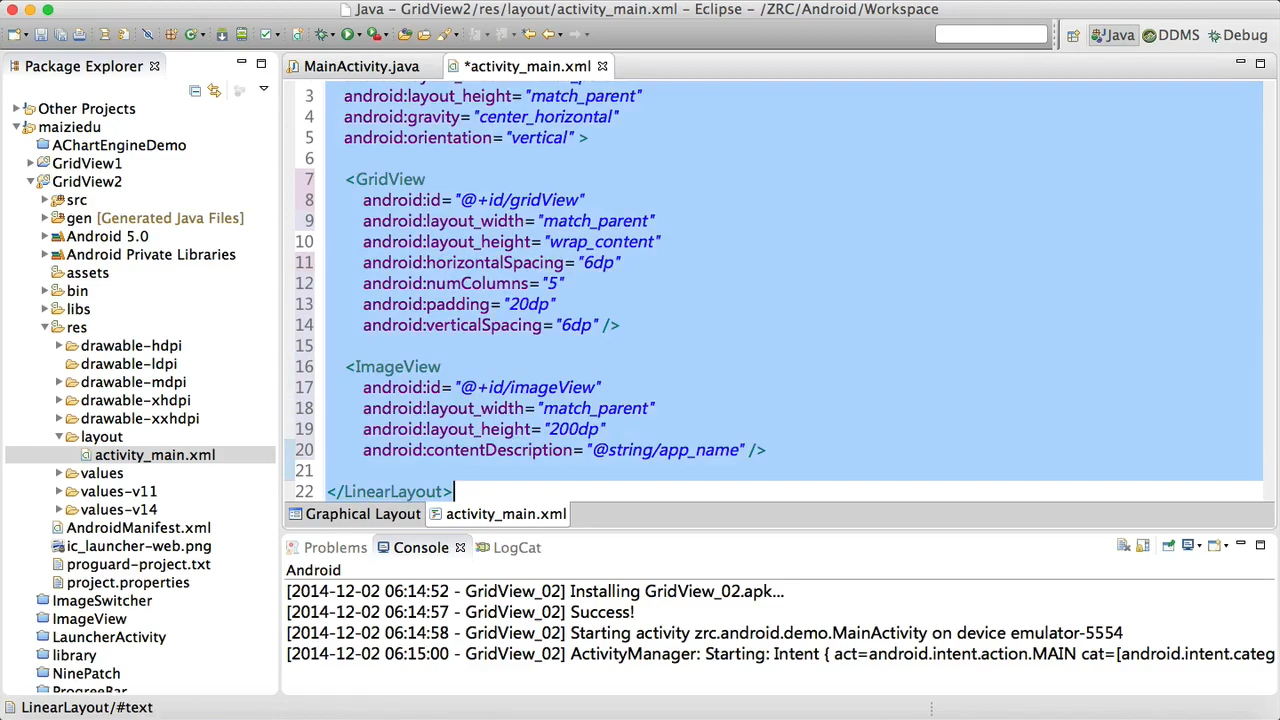 Java - GridView2/res/layout/activity_main.xml - Eclipse - /ZRC/Android/Workspace
Java DDMS Debug
Package Explorer
MainActivity.java
*activity_main.xml
Other Projects
maiziedu
AChartEngineDemo
GridView1
GridView2
src
gen [Generated Java Files]
Android 5.0
Android Private Libraries
assets
bin
libs
res
drawable-hdpi
drawable-ldpi
drawable-mdpi
drawable-xhdpi
drawable-xxhdpi
layout
activity_main.xml
values
values-v11
values-v14
AndroidManifest.xml
ic_launcher-web.png
proguard-project.txt
project.properties
ImageSwitcher
ImageView
LauncherActivity
library
NinePatch
ProgreeBar
3 android:layout_height="match_parent"
4 android:gravity="center_horizontal"
5 android:orientation="vertical" >
6
7 <GridView
8 android:id="@+id/gridView"
9 android:layout_width="match_parent"
10 android:layout_height="wrap_content"
11 android:horizontalSpacing="6dp"
12 android:numColumns="5"
13 android:padding="20dp"
14 android:verticalSpacing="6dp" />
15
16 <ImageView
17 android:id="@+id/imageView"
18 android:layout_width="match_parent"
19 android:layout_height="200dp"
20 android:contentDescription="@string/app_name" />
21
22 </LinearLayout>
Graphical Layout activity_main.xml
Problems Console LogCat
Android
[2014-12-02 06:14:52 - GridView_02] Installing GridView_02.apk...
[2014-12-02 06:14:57 - GridView_02] Success!
[2014-12-02 06:14:58 - GridView_02] Starting activity zrc.android.demo.MainActivity on device emulator-5554
[2014-12-02 06:15:00 - GridView_02] ActivityManager: Starting: Intent { act=android.intent.action.MAIN cat=[android.intent.categ
LinearLayout/#text